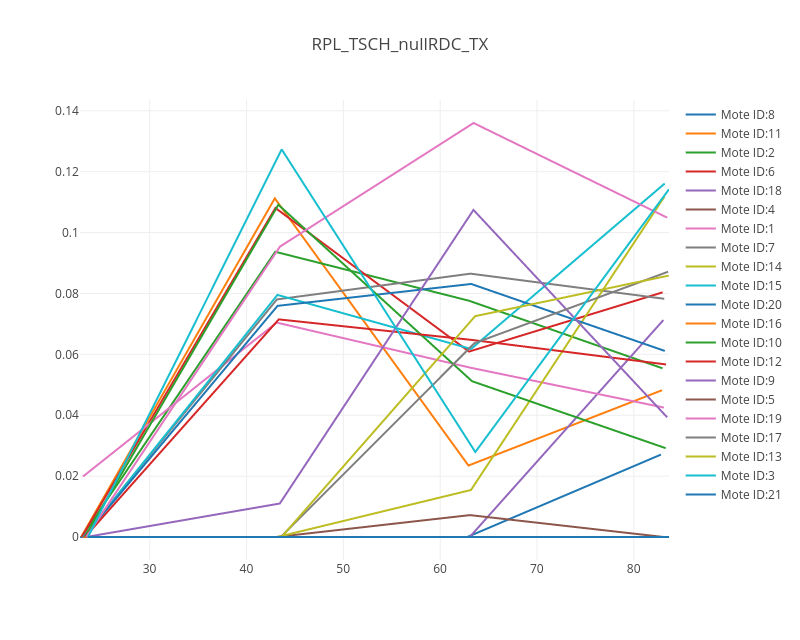 RPL_TSCH_nullRDC_TX
0.14
0.12
0.1
0.08
0.06
0.04
0.02
0
30 40 50 60 70 80
Mote ID:8
Mote ID:11
Mote ID:2
Mote ID:6
Mote ID:18
Mote ID:4
Mote ID:1
Mote ID:7
Mote ID:14
Mote ID:15
Mote ID:20
Mote ID:16
Mote ID:10
Mote ID:12
Mote ID:9
Mote ID:5
Mote ID:19
Mote ID:17
Mote ID:13
Mote ID:3
Mote ID:21